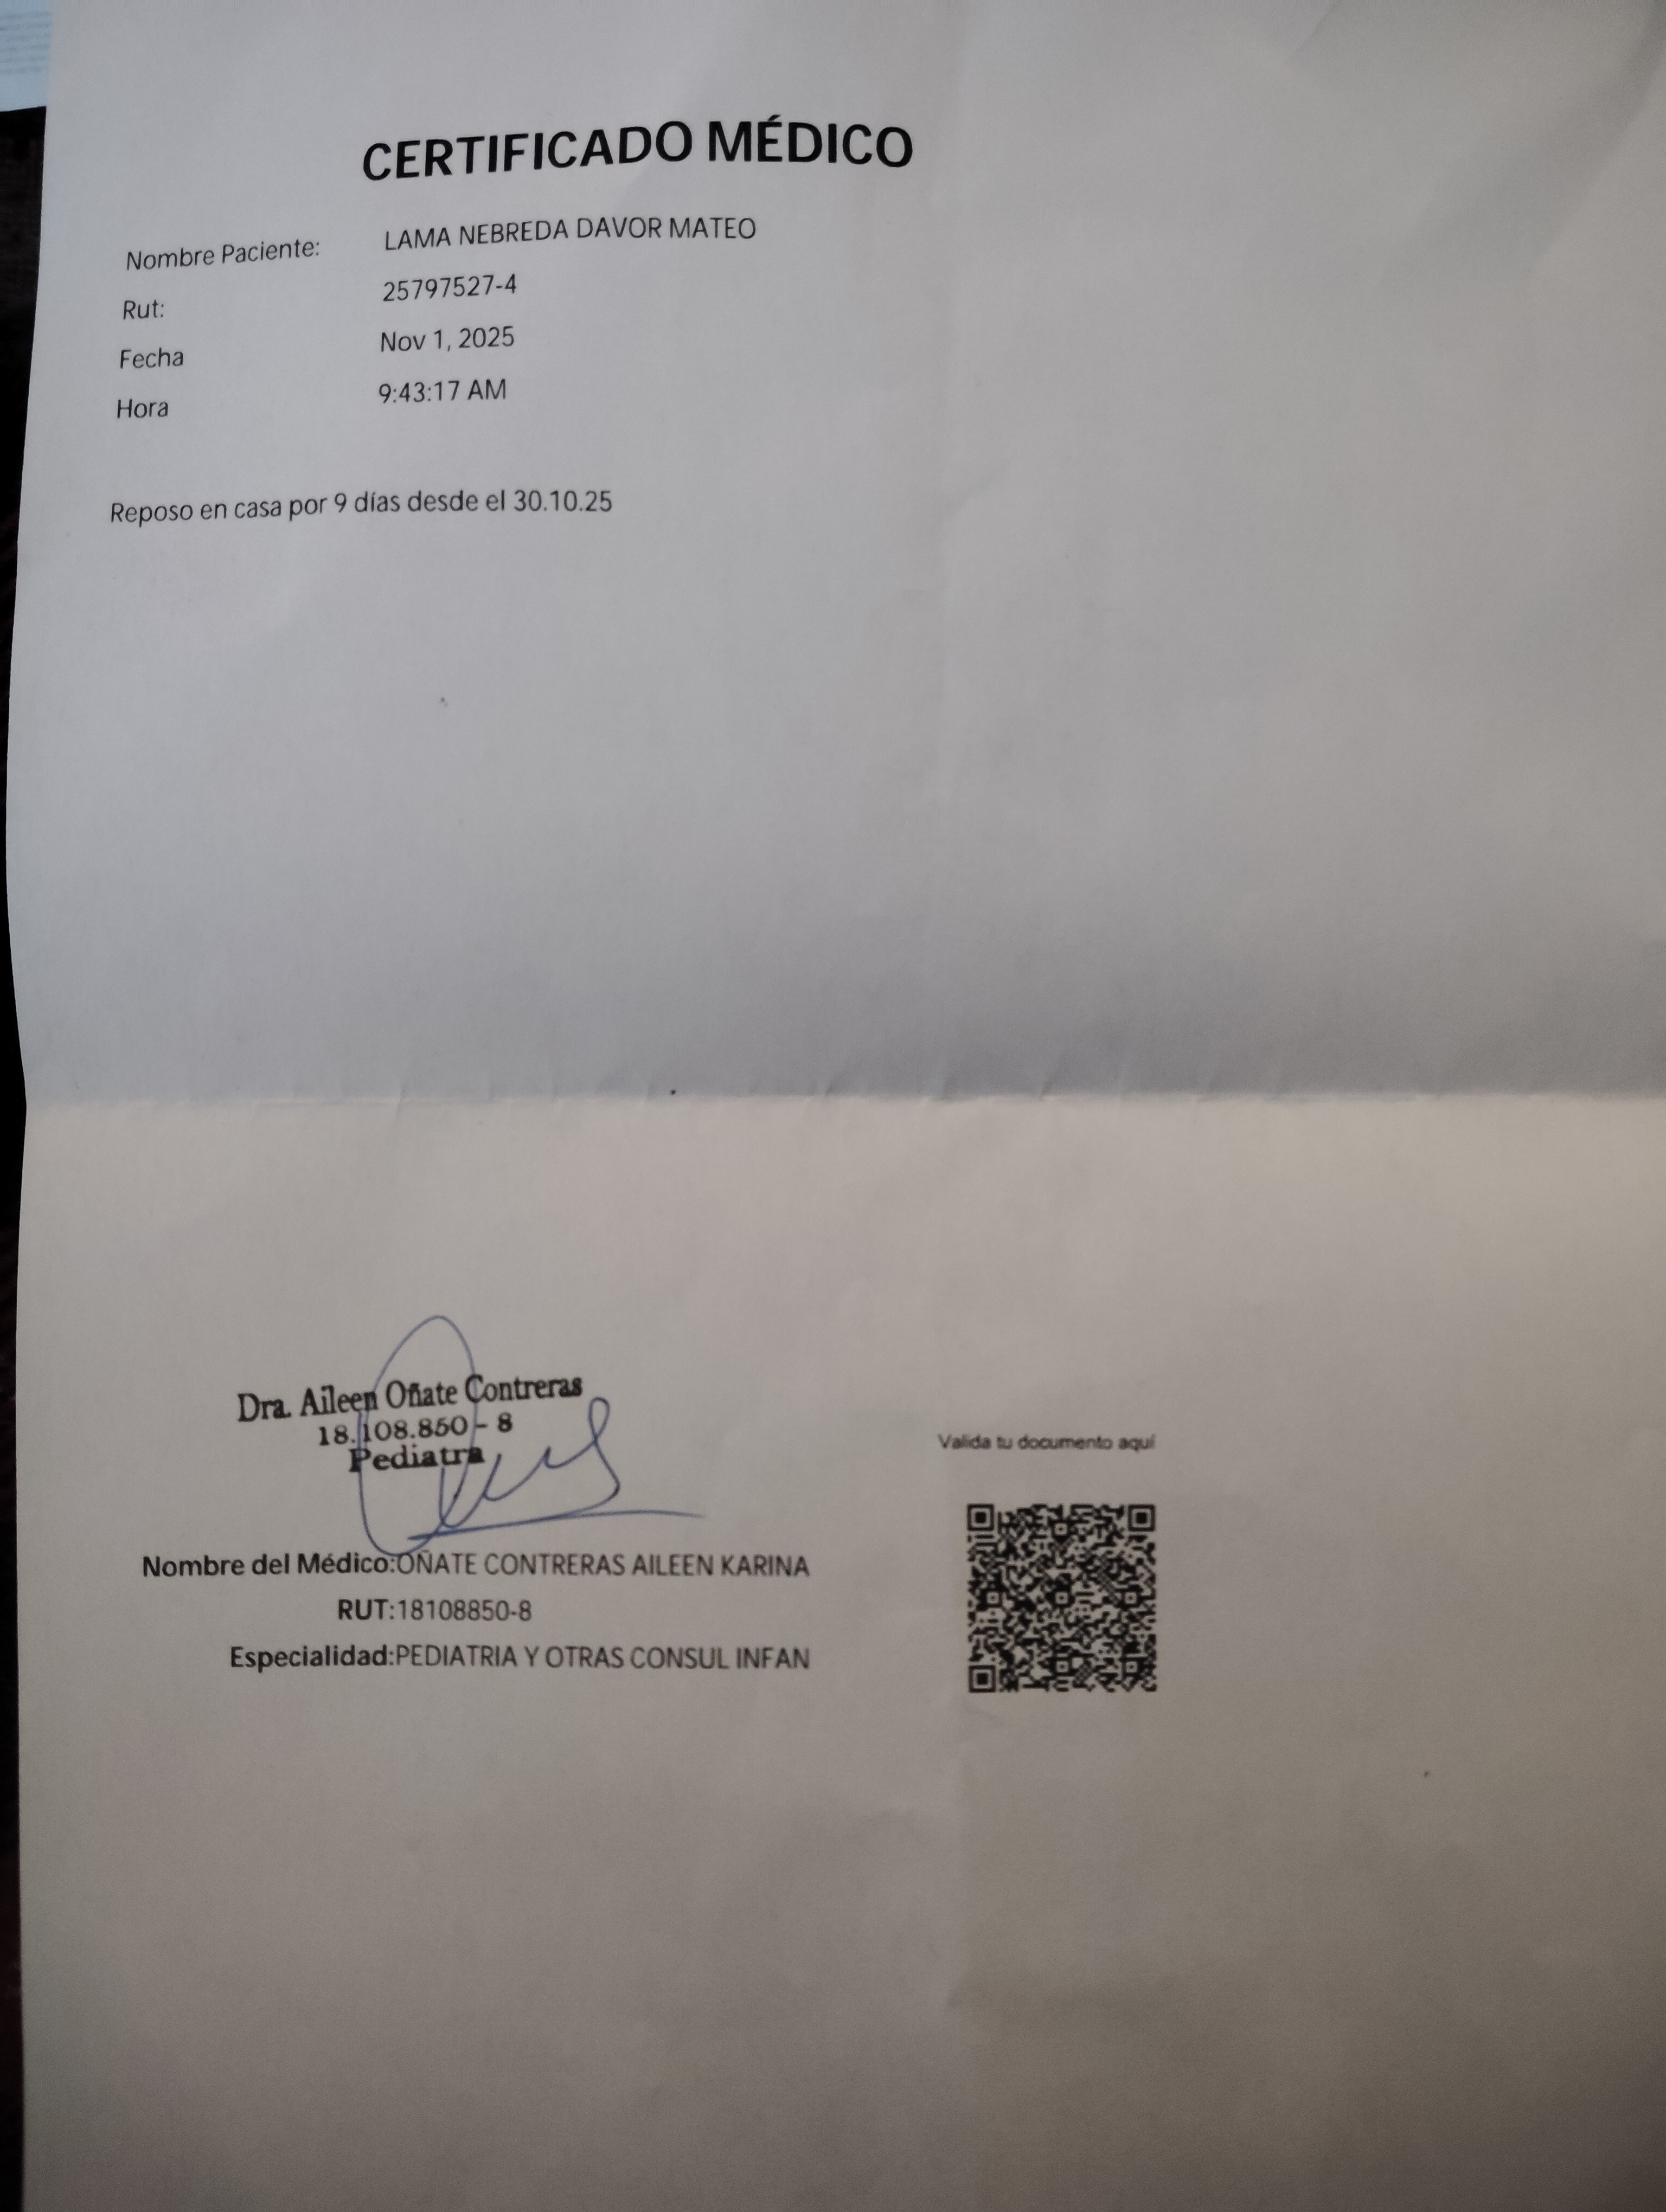 CERTIFICADO MÉDICO
Nombre Paciente: LAMA NEBREDA DAVOR MATEO
Rut: 25797527-4
Fecha Nov 1, 2025
Hora 9:43:17 AM
Reposo en casa por 9 días desde el 30.10.25
Dra. Aileen Oñate Contreras
18.108.850-8
Pediatra
Valida tu documento aquí
Nombre del Médico:OÑATE CONTRERAS AILEEN KARINA
RUT:18108850-8
Especialidad:PEDIATRIA Y OTRAS CONSUL INFAN